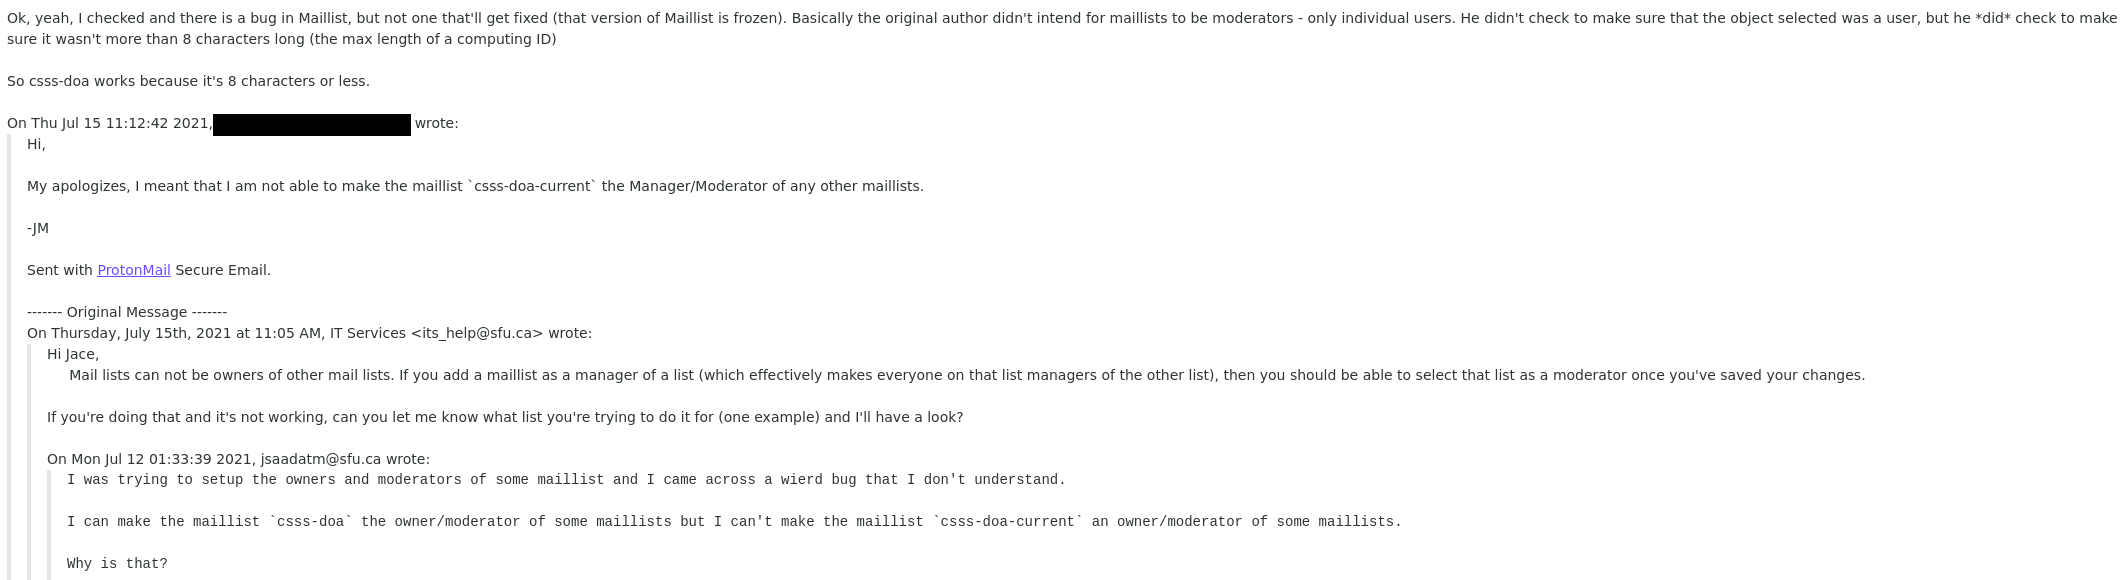 Ok, yeah, I checked and there is a bug in Maillist, but not one that'll get fixed (that version of Maillist is frozen). Basically the original author didn't intend for maillists to be moderators - only individual users. He didn't check to make sure that the object selected was a user, but he *did* check to make
sure it wasn't more than 8 characters long (the max length of a computing ID)
So csss-doa works because it's 8 characters or less.
On Thu Jul 15 11:12:42 2021, wrote:
Hi,
My apologizes, I meant that I am not able to make the maillist `csss-doa-current` the Manager/Moderator of any other maillists.
-JM
Sent with ProtonMail Secure Email.
------- Original Message -------
On Thursday, July 15th, 2021 at 11:05 AM, IT Services <its_help@sfu.ca> wrote:
Hi Jace,
Mail lists can not be owners of other mail lists. If you add a maillist as a manager of a list (which effectively makes everyone on that list managers of the other list), then you should be able to select that list as a moderator once you've saved your changes.
If you're doing that and it's not working, can you let me know what list you're trying to do it for (one example) and I'll have a look?
On Mon Jul 12 01:33:39 2021, jsaadatm@sfu.ca wrote:
I was trying to setup the owners and moderators of some maillist and I came across a wierd bug that I don't understand.
I can make the maillist `csss-doa` the owner/moderator of some maillists but I can't make the maillist `csss-doa-current` an owner/moderator of some maillists.
Why is that?